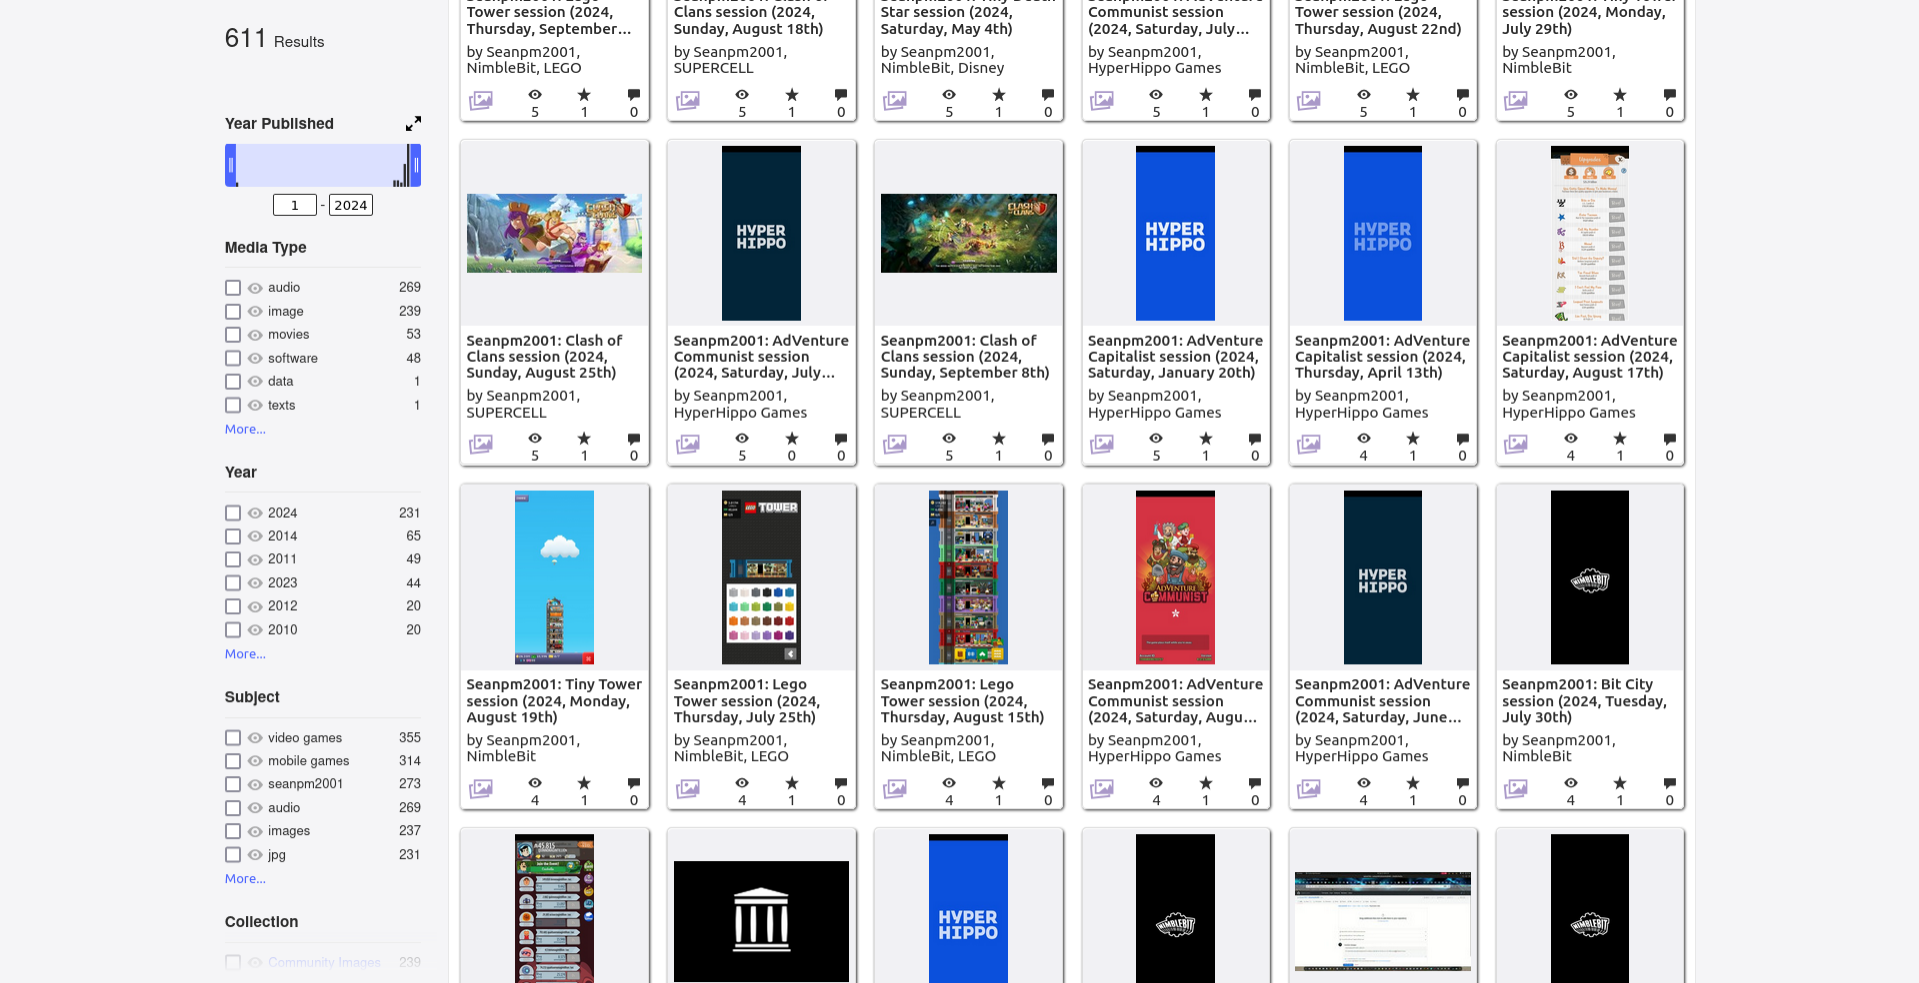 611 Results
Year Published
1 - 2024
Media Type
audio 269
image 239
movies 53
software 48
data 1
texts 1
More...
Year
2024 231
2014 65
2011 49
2023 44
2012 20
2010 20
More...
Subject
video games 355
mobile games 314
seanpm2001 273
audio 269
images 237
jpg 231
More...
Collection
Community Images 239
Tower session (2024,
Thursday, September...
by Seanpm2001,
NimbleBit, LEGO
5 1 0
Clans session (2024,
Sunday, August 18th)
by Seanpm2001,
SUPERCELL
5 1 0
Star session (2024,
Saturday, May 4th)
by Seanpm2001,
NimbleBit, Disney
5 1 0
Communist session
(2024, Saturday, July...
by Seanpm2001,
HyperHippo Games
5 1 0
Tower session (2024,
Thursday, August 22nd)
by Seanpm2001,
NimbleBit, LEGO
5 1 0
session (2024, Monday,
July 29th)
by Seanpm2001,
NimbleBit
5 1 0
CLASH
Seanpm2001: Clash of
Clans session (2024,
Sunday, August 25th)
by Seanpm2001,
SUPERCELL
5 1 0
HYPER
HIPPO
Seanpm2001: AdVenture
Communist session
(2024, Saturday, July...
by Seanpm2001,
HyperHippo Games
5 0 0
CLASH
Seanpm2001: Clash of
Clans session (2024,
Sunday, September 8th)
by Seanpm2001,
SUPERCELL
5 1 0
HYPER
HIPPO
Seanpm2001: AdVenture
Capitalist session (2024,
Saturday, January 20th)
by Seanpm2001,
HyperHippo Games
5 1 0
HYPER
HIPPO
Seanpm2001: AdVenture
Capitalist session (2024,
Thursday, April 13th)
by Seanpm2001,
HyperHippo Games
4 1 0
Upgrades
Seanpm2001: AdVenture
Capitalist session (2024,
Saturday, August 17th)
by Seanpm2001,
HyperHippo Games
4 1 0
Seanpm2001: Tiny Tower
session (2024, Monday,
August 19th)
by Seanpm2001,
NimbleBit
4 1 0
LEGO TOWER
Seanpm2001: Lego
Tower session (2024,
Thursday, July 25th)
by Seanpm2001,
NimbleBit, LEGO
4 1 0
Seanpm2001: Lego
Tower session (2024,
Thursday, August 15th)
by Seanpm2001,
NimbleBit, LEGO
4 1 0
ADVENTURE
COMMUNIST
Seanpm2001: AdVenture
Communist session
(2024, Saturday, Augu...
by Seanpm2001,
HyperHippo Games
4 1 0
HYPER
HIPPO
Seanpm2001: AdVenture
Communist session
(2024, Saturday, June...
by Seanpm2001,
HyperHippo Games
4 1 0
NIMBLEBIT
Seanpm2001: Bit City
session (2024, Tuesday,
July 30th)
by Seanpm2001,
NimbleBit
4 1 0
HYPER
HIPPO
NIMBLEBIT
NIMBLEBIT